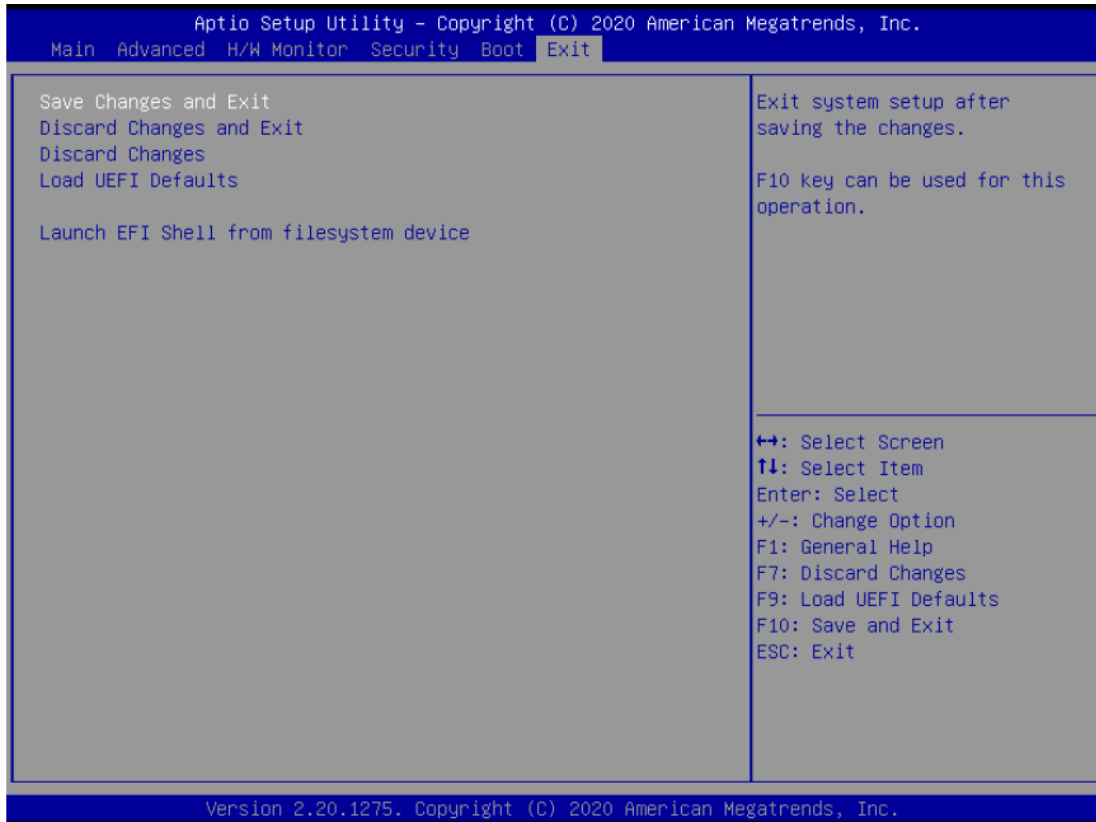 Aptio Setup Utility – Copyright (C) 2020 American Megatrends, Inc.
Main Advanced H/W Monitor Security Boot Exit
Save Changes and Exit
Discard Changes and Exit
Discard Changes
Load UEFI Defaults
Launch EFI Shell from filesystem device
Exit system setup after
saving the changes.
F10 key can be used for this
operation.
↔: Select Screen
↑↓: Select Item
Enter: Select
+/-: Change Option
F1: General Help
F7: Discard Changes
F9: Load UEFI Defaults
F10: Save and Exit
ESC: Exit
Version 2.20.1275. Copyright (C) 2020 American Megatrends, Inc.